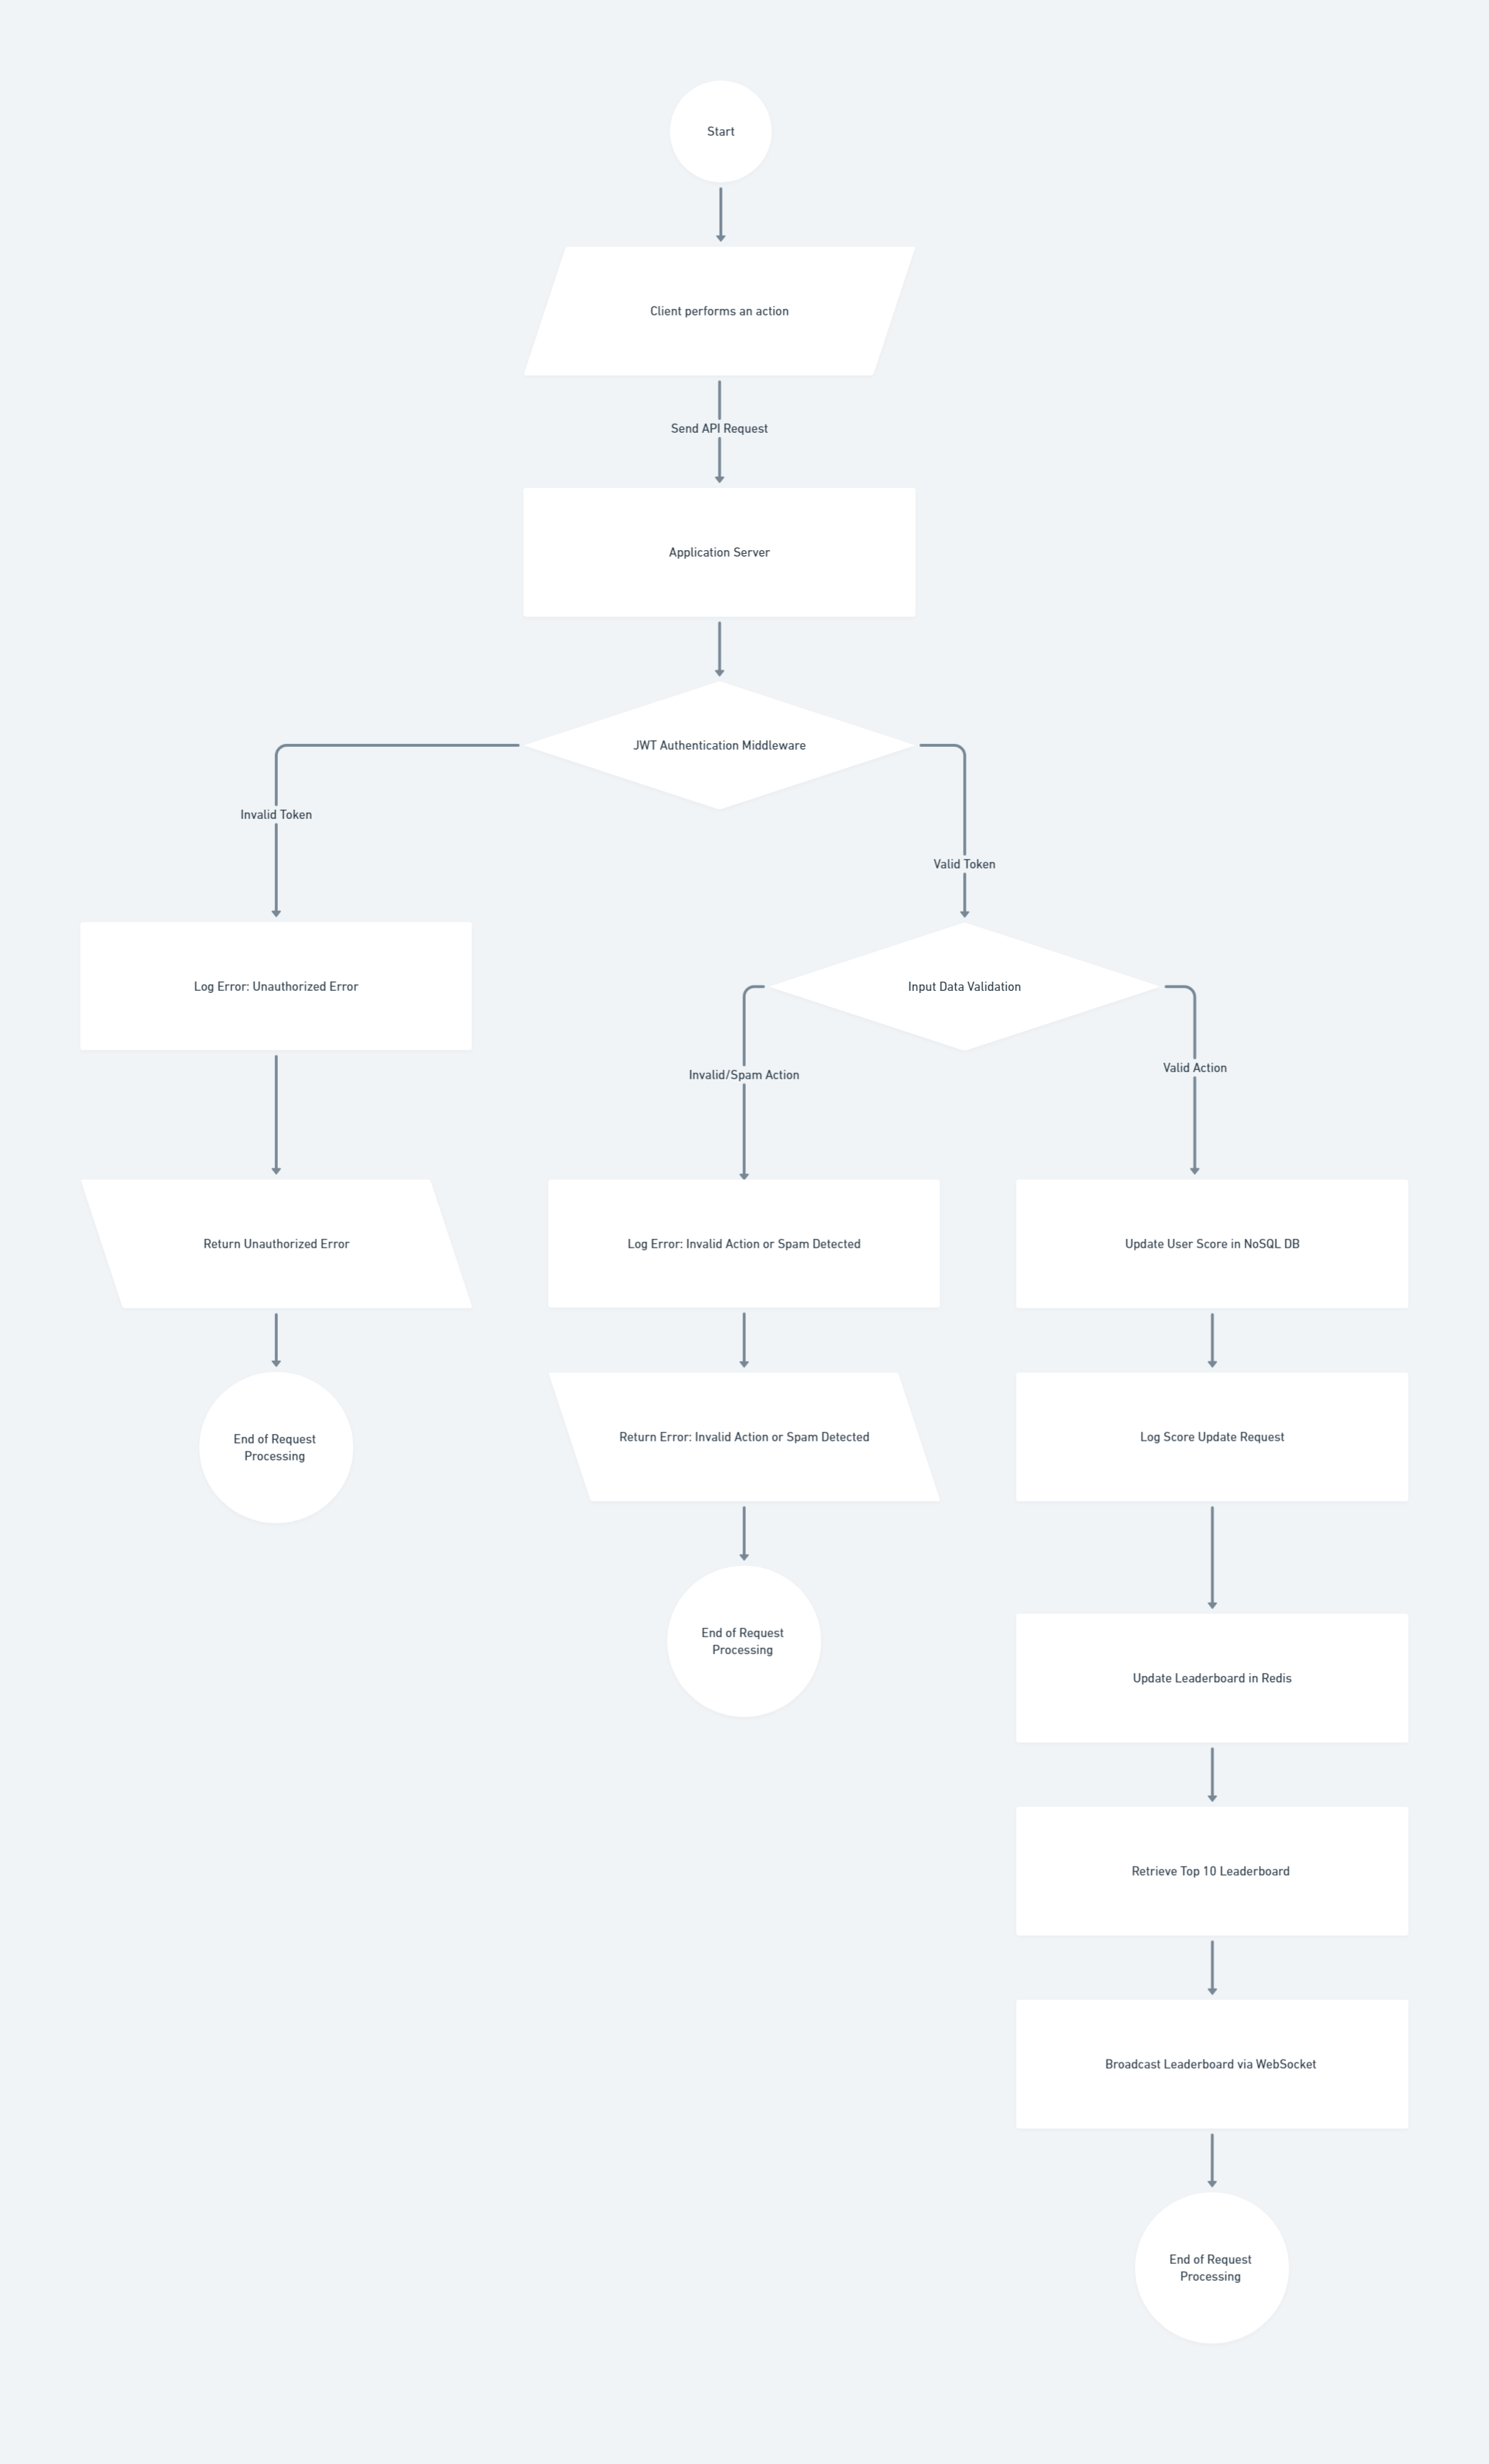 Start
Client performs an action
Send API Request
Application Server
JWT Authentication Middleware
Invalid Token
Valid Token
Log Error: Unauthorized Error
Input Data Validation
Invalid/Spam Action
Valid Action
Return Unauthorized Error
Log Error: Invalid Action or Spam Detected
Update User Score in NoSQL DB
End of Request
Processing
Return Error: Invalid Action or Spam Detected
Log Score Update Request
End of Request
Processing
Update Leaderboard in Redis
Retrieve Top 10 Leaderboard
Broadcast Leaderboard via WebSocket
End of Request
Processing